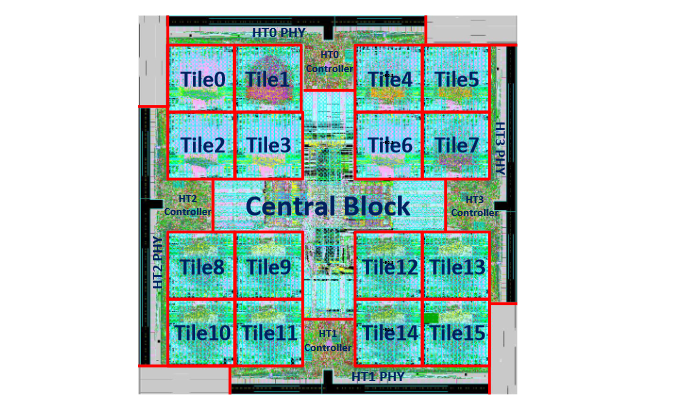 HT0 PHY
HT0
Controller
Tile0 Tile1 Tile4 Tile5
Tile2 Tile3 Tile6 Tile7
HT3 PHY
HT2
Controller
Central Block
HT3
Controller
HT2 PHY
Tile8 Tile9 Tile12 Tile13
Tile10 Tile11 Tile14 Tile15
HT1
Controller
HT1 PHY